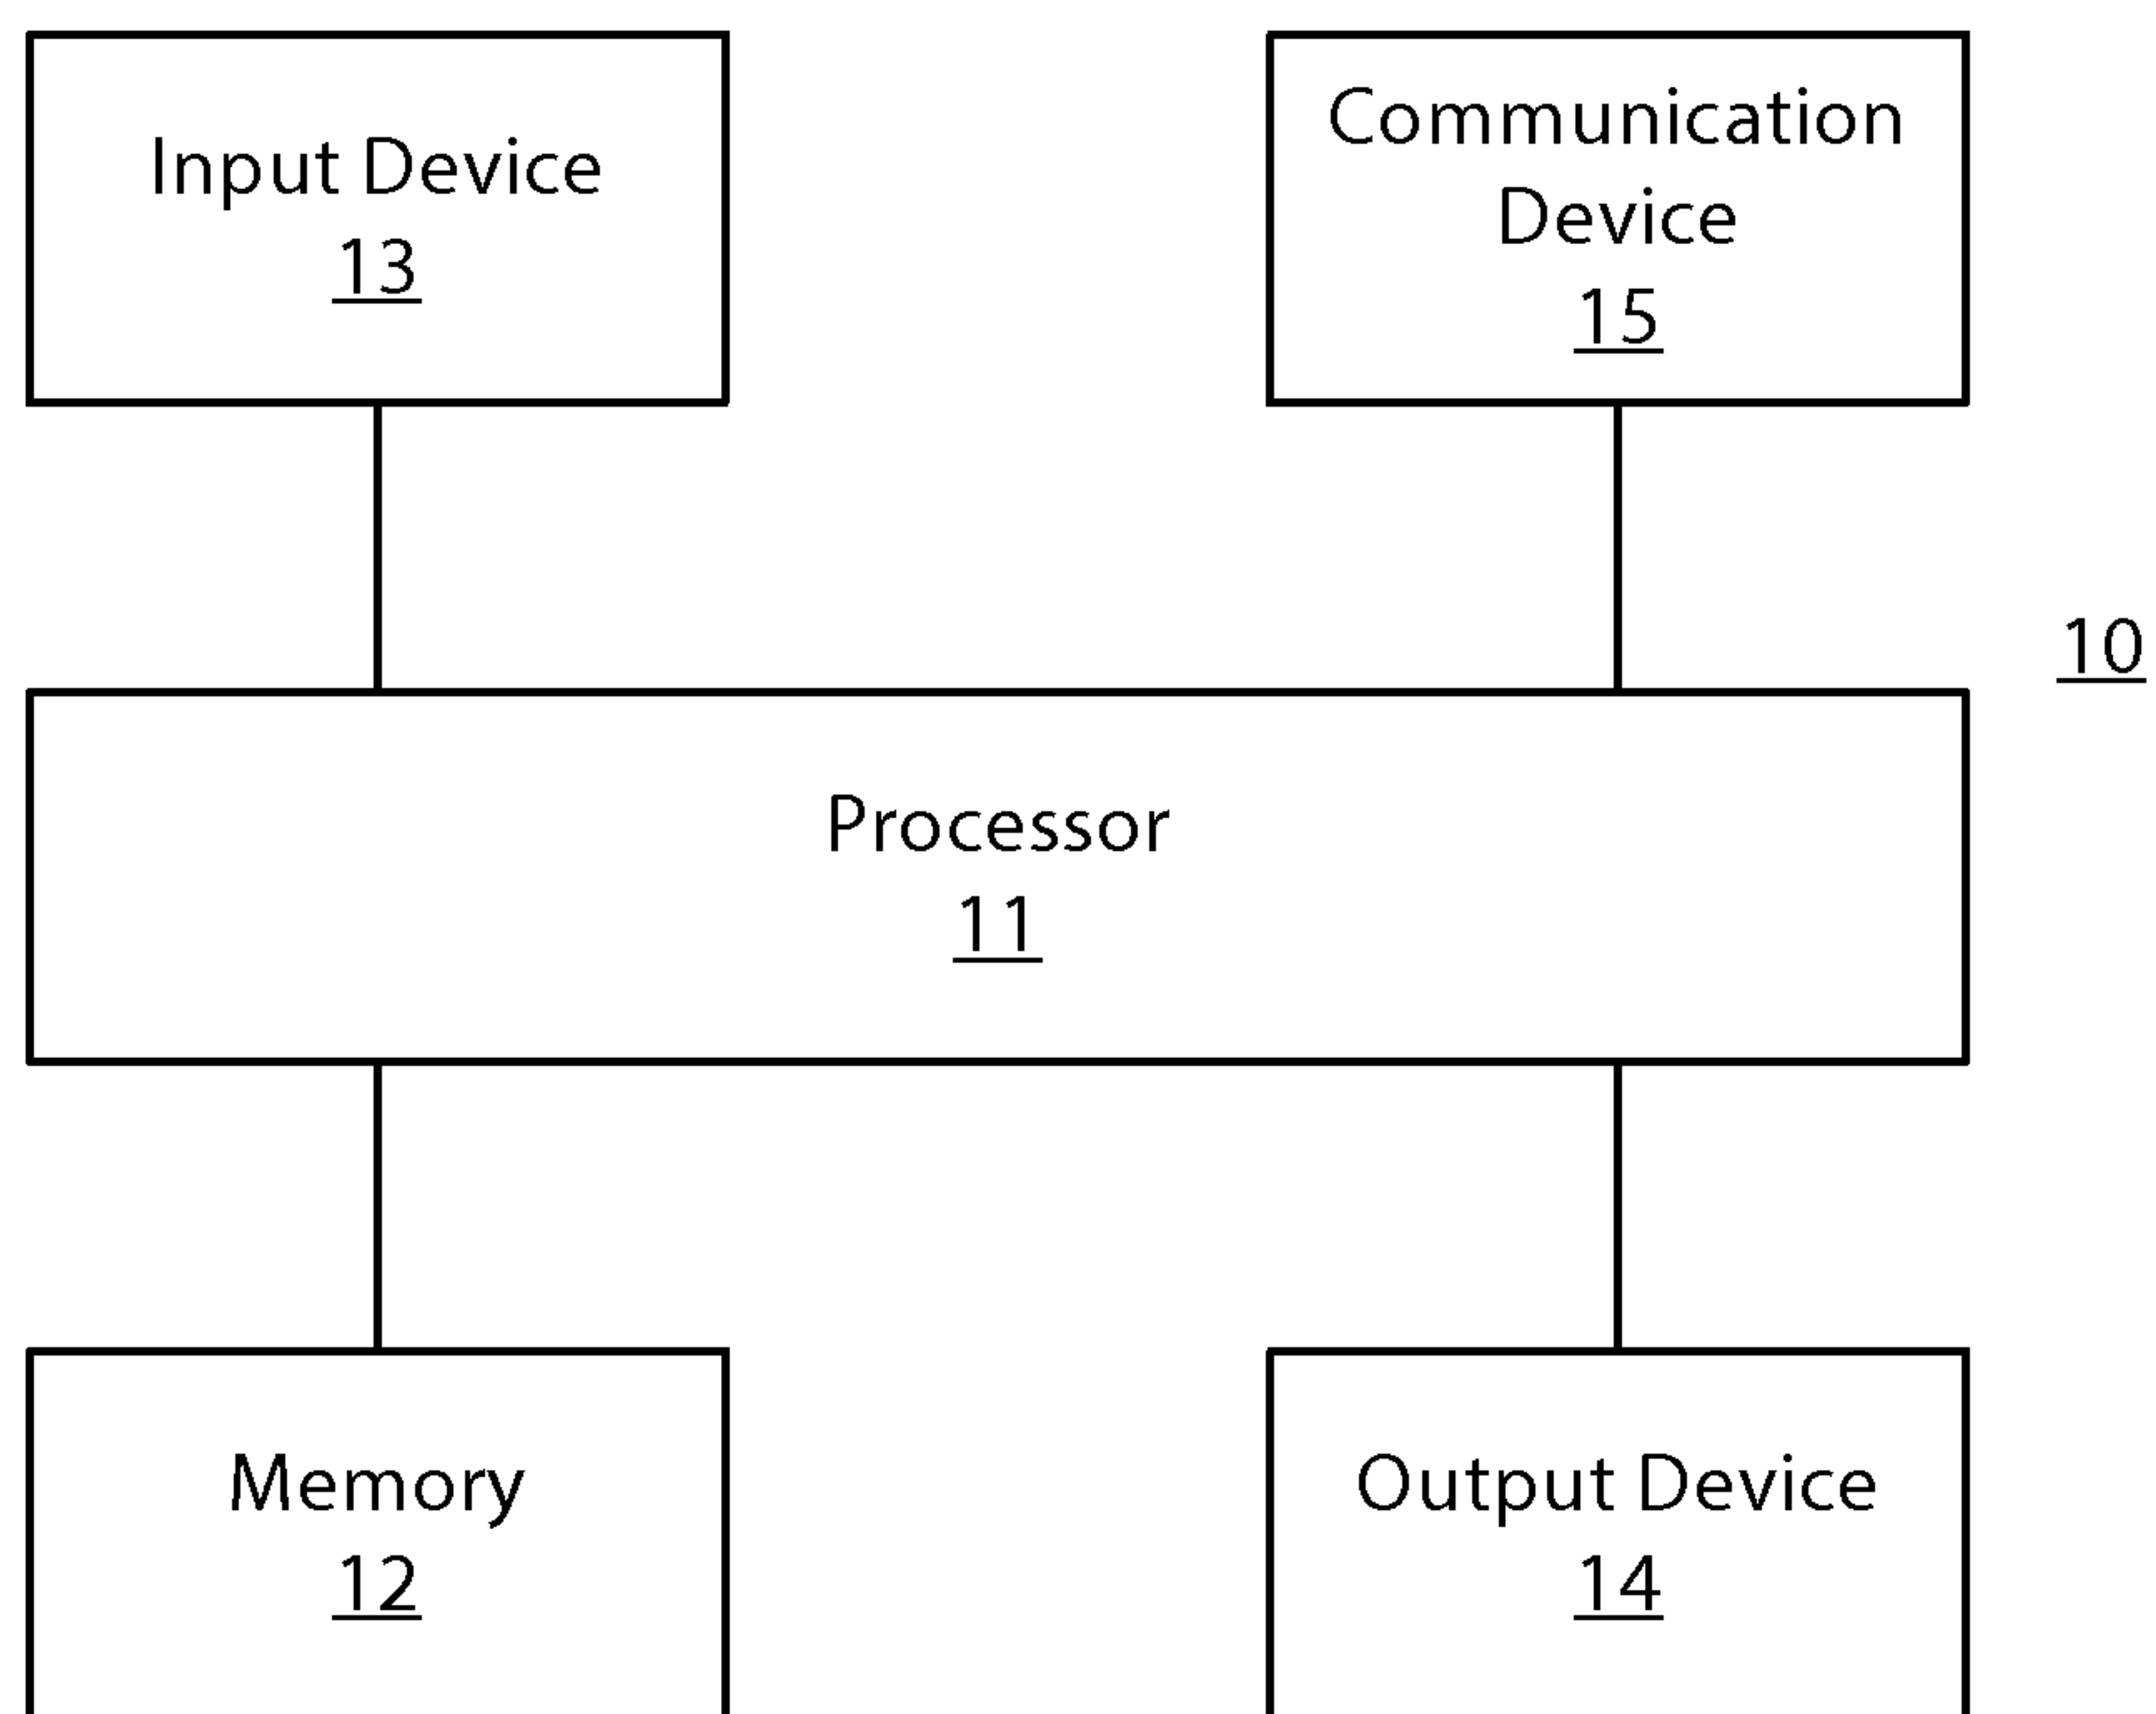 Input Device
13
Communication
Device
15
10
Processor
11
Memory
12
Output Device
14